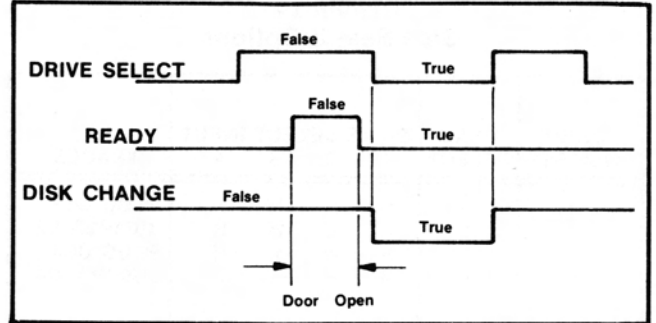 False
DRIVE SELECT
True
False
READY
True
DISK CHANGE
False
True
Door Open